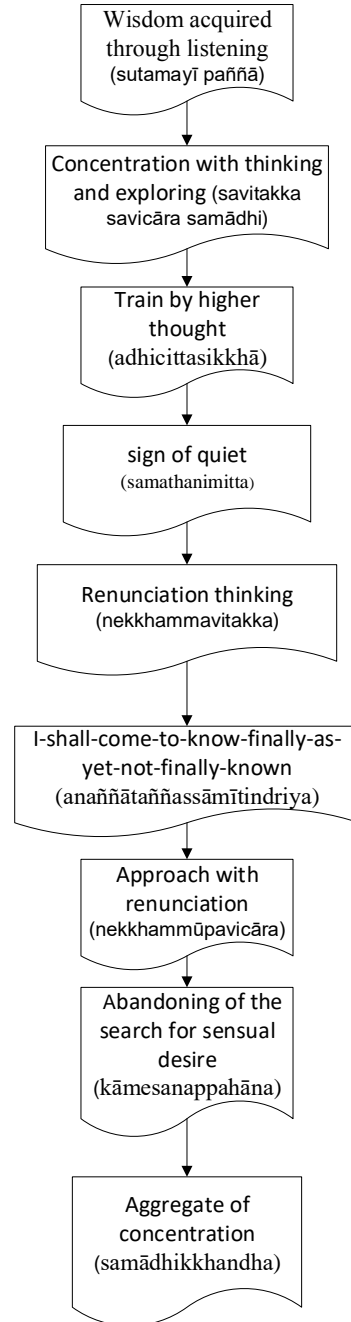 Wisdom acquired
through listening
(sutamayī paññā)
Concentration with thinking
and exploring (savitakka
savicāra samādhi)
Train by higher
thought
(adhicittasikkhā)
sign of quiet
(samathanimitta)
Renunciation thinking
(nekkhammavitakka)
I-shall-come-to-know-finally-as-
yet-not-finally-known
(anaññātaññassāmītindriya)
Approach with
renunciation
(nekkhammūpavicāra)
Abandoning of the
search for sensual
desire
(kāmesanappahāna)
Aggregate of
concentration
(samādhikkhandha)